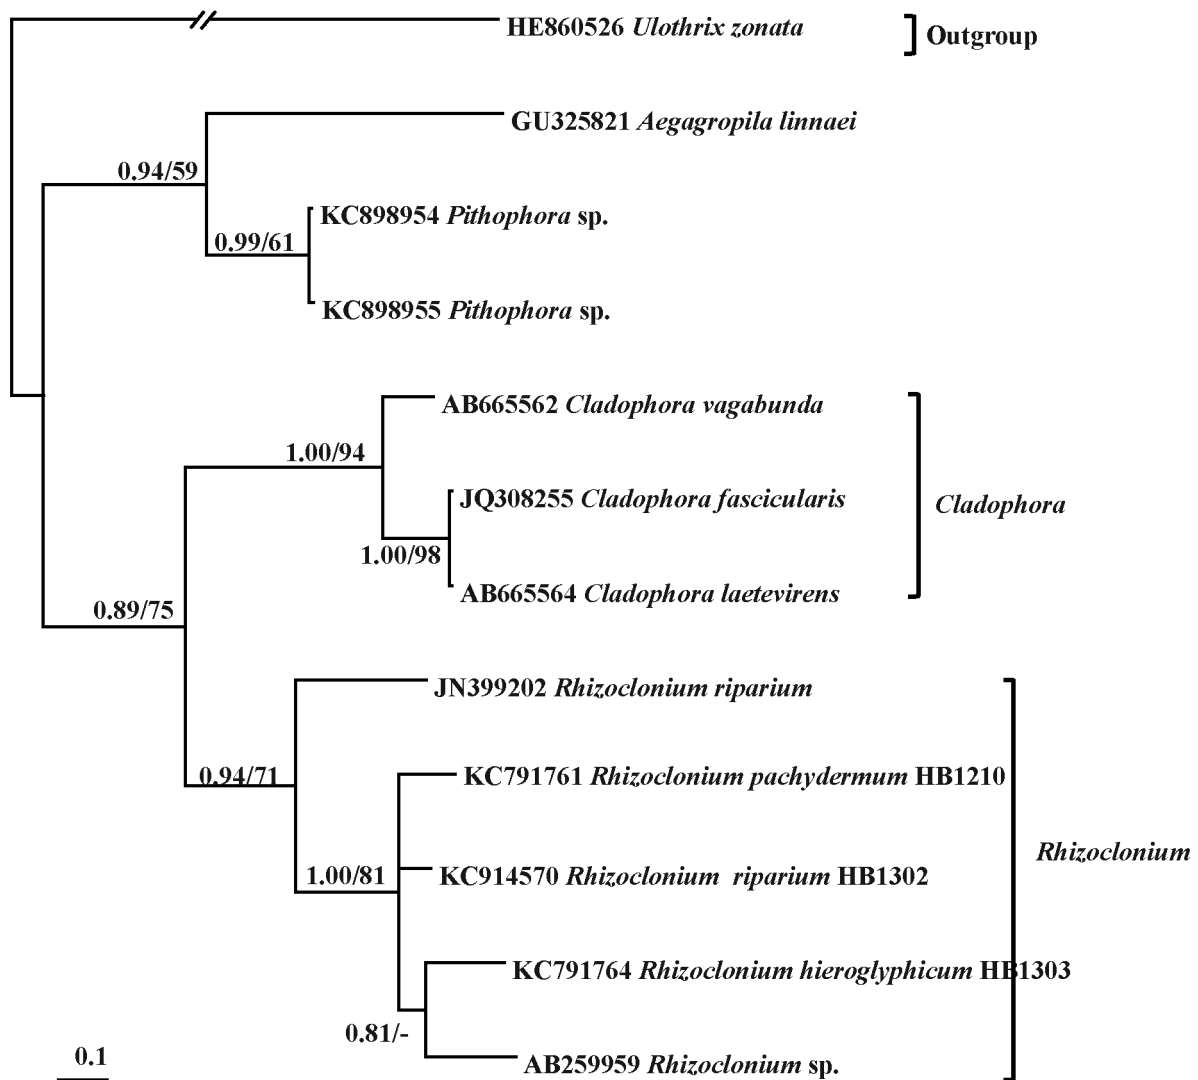 HE860526 Ulothrix zonata
Outgroup
GU325821 Aegagropila linnaei
0.94/59
KC898954 Pithophora sp.
0.99/61
KC898955 Pithophora sp.
AB665562 Cladophora vagabunda
1.00/94
JQ308255 Cladophora fascicularis
Cladophora
1.00/98
AB665564 Cladophora laetevirens
0.89/75
JN399202 Rhizoclonium riparium
0.94/71
KC791761 Rhizoclonium pachydermum HB1210
Rhizoclonium
1.00/81
KC914570 Rhizoclonium riparium HB1302
KC791764 Rhizoclonium hieroglyphicum HB1303
0.81/-
0.1
AB259959 Rhizoclonium sp.